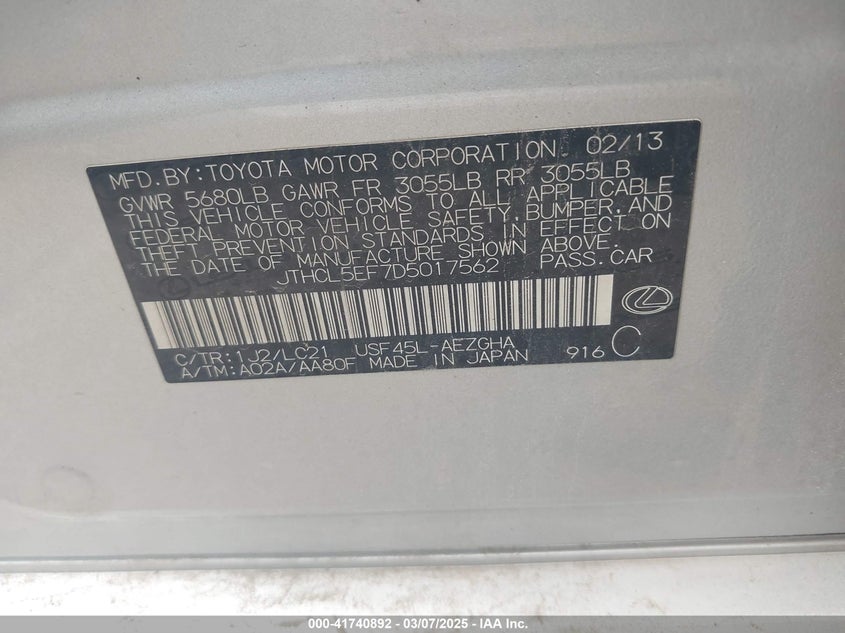 MFD. BY: TOYOTA MOTOR CORPORATION 02/13
GVWR 5680LB GAWR FR 3055LB RR 3055LB
THIS VEHICLE CONFORMS TO ALL APPLICABLE
FEDERAL MOTOR VEHICLE SAFETY, BUMPER, AND
THEFT PREVENTION STANDARDS IN EFFECT ON
THE DATE OF MANUFACTURE SHOWN ABOVE.
JTHCL5EF7D5017562 PASS. CAR
C/TR: 1J2/LC21 USF45L-AEZGHA
A/TM: A02A/AA80F MADE IN JAPAN 916 C
000-41740892 - 03/07/2025 - IAA Inc.